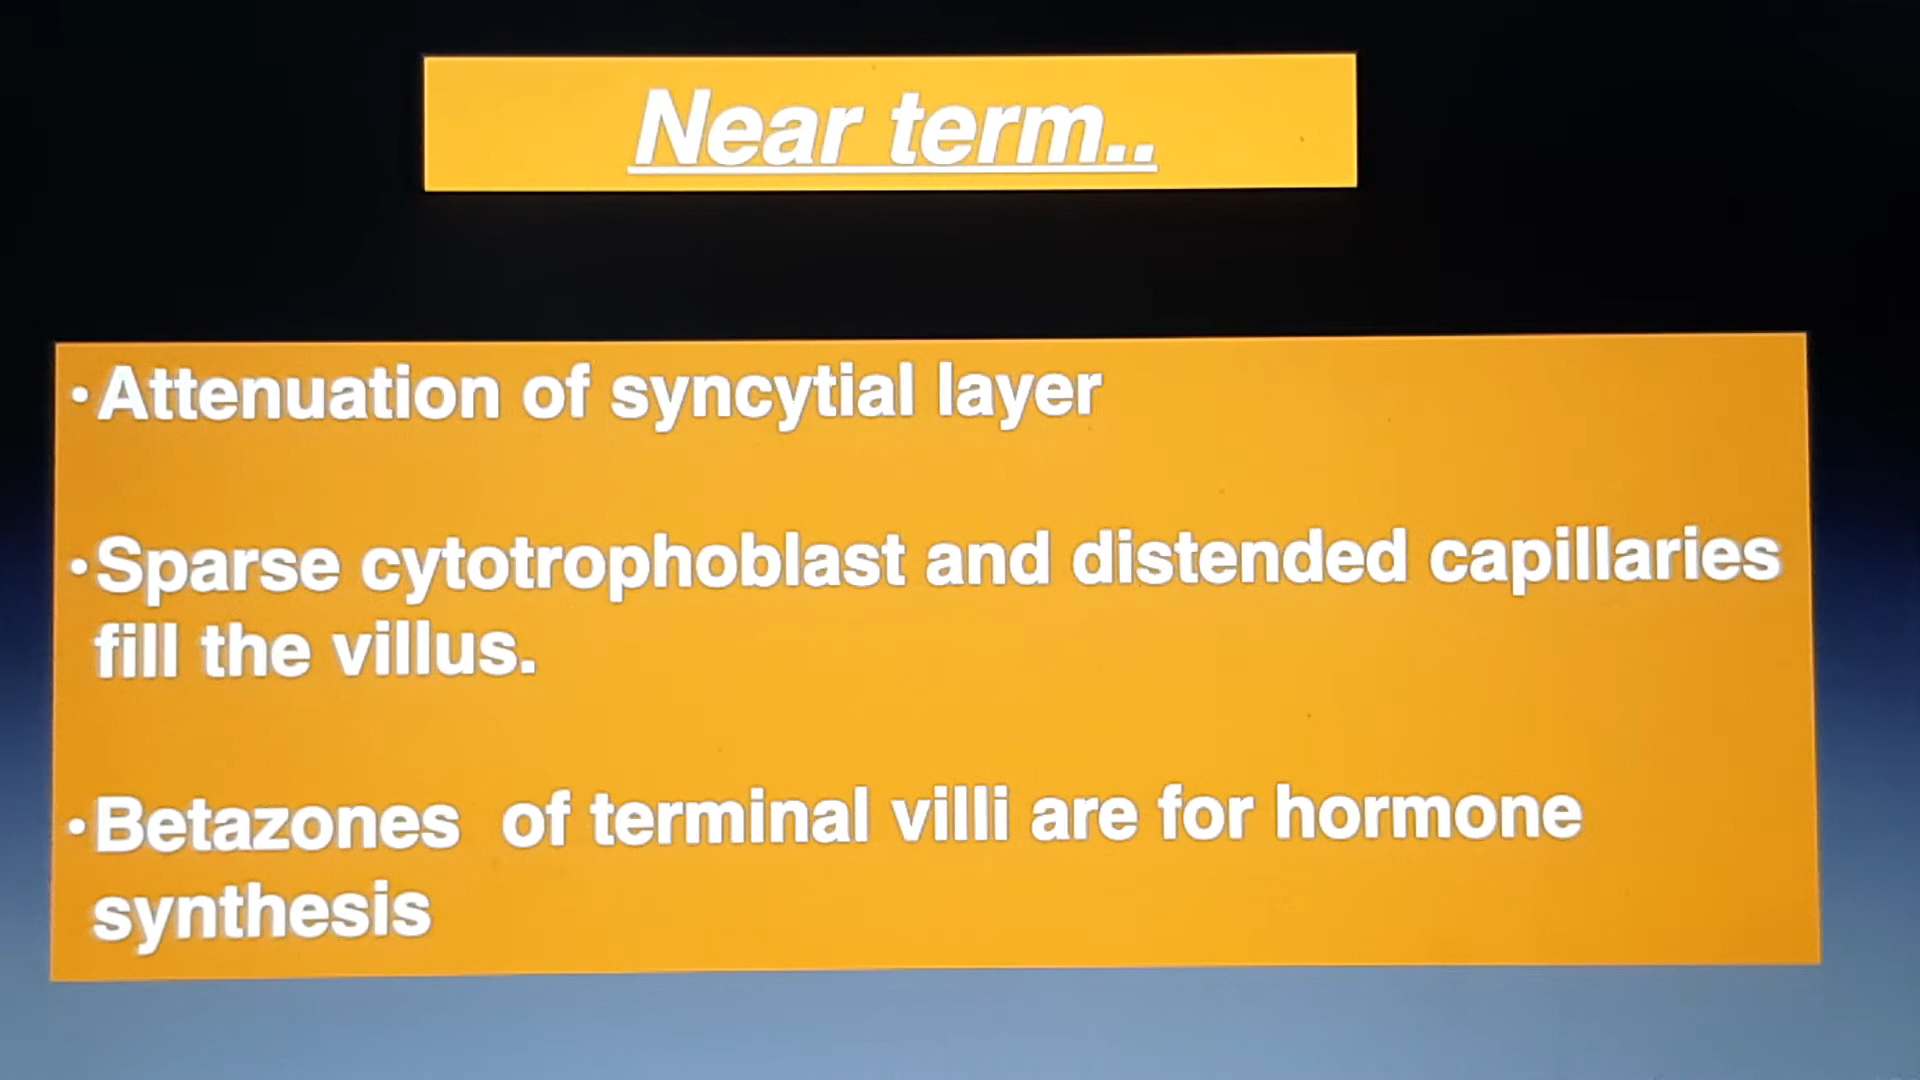 Near term..
•Attenuation of syncytial layer
•Sparse cytotrophoblast and distended capillaries
fill the villus.
•Betazones of terminal villi are for hormone
synthesis